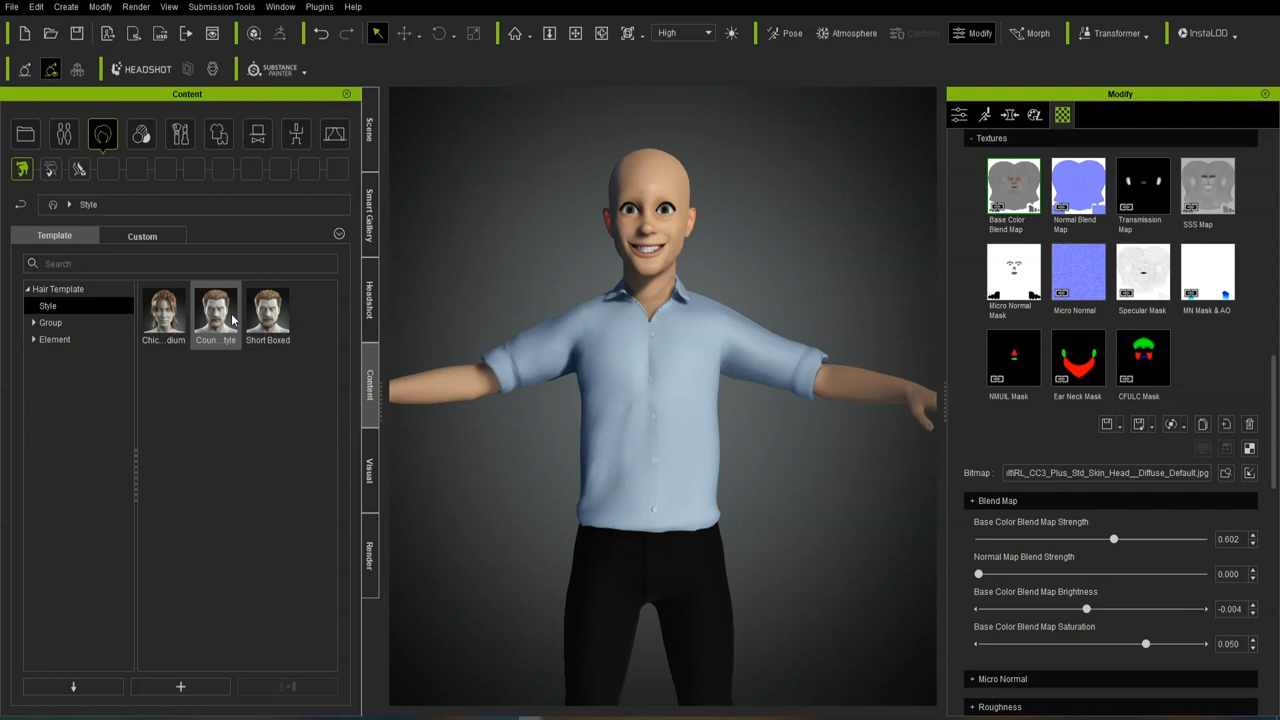 File Edit Create Modify Render View Submission Tools Window Plugins Help
High Pose Atmosphere Conform Modify Morph Transformer InstaLOD
HEADSHOT SUBSTANCE PAINTER
Content
Style
Template Custom
Search
Hair Template
Style
Group
Element
Chic...dium Coun...tyle Short Boxed
Scene
Smart Gallery
Headshot
Content
Visual
Render
Modify
- Textures
Base Color Blend Map
Normal Blend Map
Transmission Map
SSS Map
Micro Normal Mask
Micro Normal
Specular Mask
MN Mask & AO
NMUIL Mask
Ear Neck Mask
CFULC Mask
Bitmap : ift\RL_CC3_Plus_Std_Skin_Head__Diffuse_Default.jpg
+ Blend Map
Base Color Blend Map Strength
0.602
Normal Map Blend Strength
0.000
Base Color Blend Map Brightness
-0.004
Base Color Blend Map Saturation
0.050
+ Micro Normal
+ Roughness